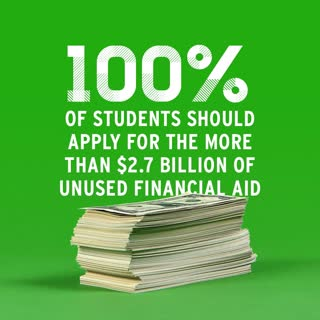 100%
OF STUDENTS SHOULD
APPLY FOR THE MORE
THAN $2.7 BILLION OF
UNUSED FINANCIAL AID